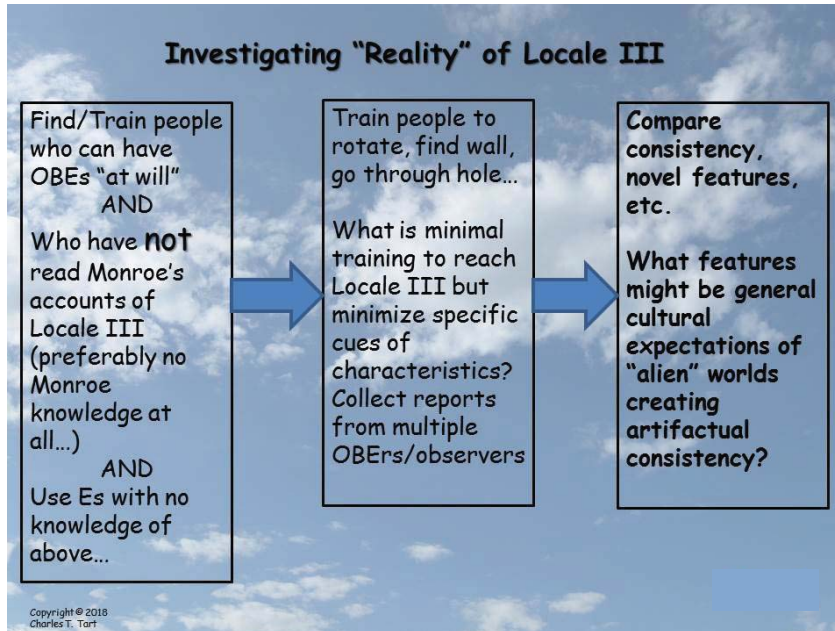 Investigating “Reality” of Locale III
Find/Train people
who can have
OBEs “at will”
AND
Who have not
read Monroe’s
accounts of
Locale III
(preferably no
Monroe
knowledge at
all...)
AND
Use Es with no
knowledge of
above...
Train people to
rotate, find wall,
go through hole...
What is minimal
training to reach
Locale III but
minimize specific
cues of
characteristics?
Collect reports
from multiple
OBErs/observers
Compare
consistency,
novel features,
etc.
What features
might be general
cultural
expectations of
“alien” worlds
creating
artifactual
consistency?
Copyright © 2018
Charles T. Tart